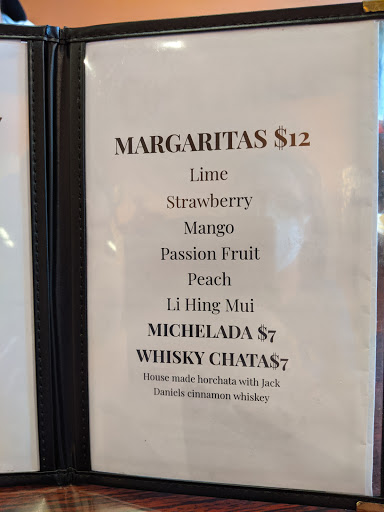 MARGARITAS $12
Lime
Strawberry
Mango
Passion Fruit
Peach
Li Hing Mui
MICHELADA $7
WHISKY CHATA$7
House made horchata with Jack
Daniels cinnamon whiskey